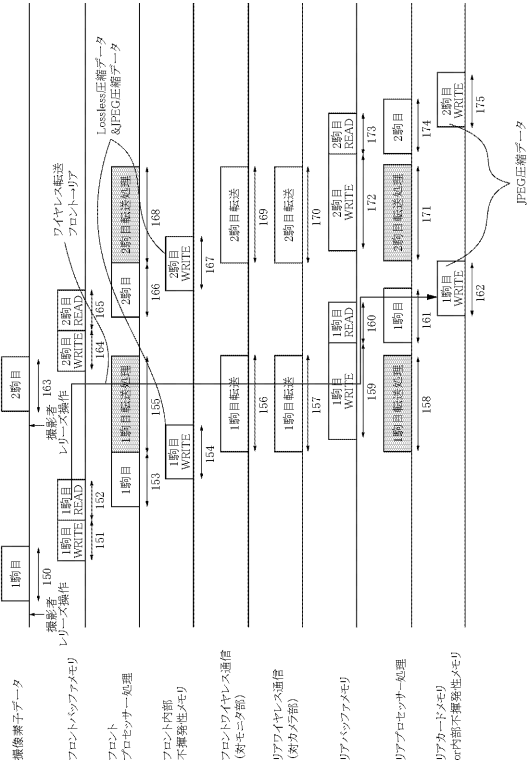 撮像素子データ
撮影者
レリーズ操作
1駒目
150
撮影者
レリーズ操作
2駒目
163
フロントバッファメモリ
1駒目
WRITE
151
1駒目
READ
152
2駒目
WRITE
164
2駒目
READ
165
ワイヤレス転送
フロント→リア
フロント
プロセッサー処理
1駒目
153
1駒目転送処理
155
2駒目
166
2駒目転送処理
168
Lossless圧縮データ
&JPEG圧縮データ
フロント内部
不揮発性メモリ
1駒目
WRITE
154
2駒目
WRITE
167
フロントワイヤレス通信
(対モニタ部)
1駒目転送
156
2駒目転送
169
リアワイヤレス通信
(対カメラ部)
1駒目転送
157
2駒目転送
170
リアバッファメモリ
1駒目
WRITE
159
1駒目
READ
160
2駒目
WRITE
172
2駒目
READ
173
リアプロセッサー処理
1駒目転送処理
158
1駒目
161
2駒目転送処理
171
2駒目
174
リアカードメモリ
or内部不揮発性メモリ
1駒目
WRITE
162
2駒目
WRITE
175
JPEG圧縮データ